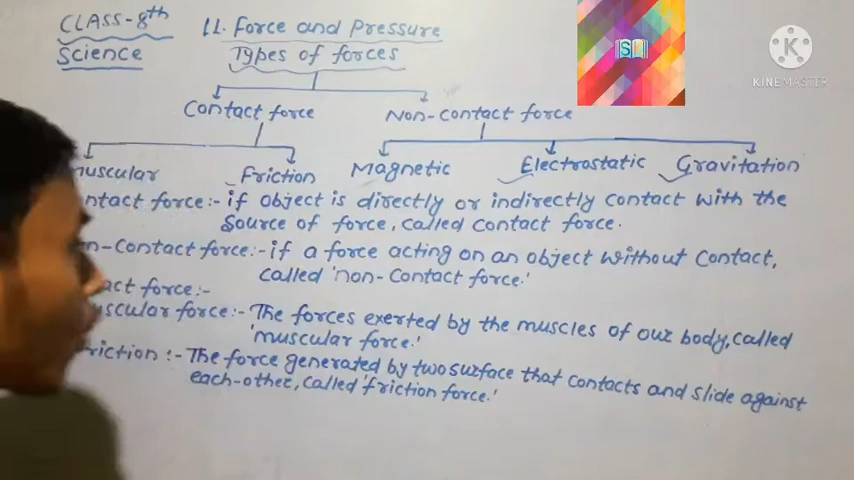 CLASS-8th
11. Force and Pressure
Science
Types of forces
Contact force
Non-contact force
Muscular
Friction
Magnetic
Electrostatic
Gravitation
ntact force:- if object is directly or indirectly contact with the
source of force, called contact force.
n-contact force:- if a force acting on an object without contact,
called 'non-contact force.'
act force:-
uscular force:- The forces exerted by the muscles of our body, called
'muscular force.'
riction:- The force generated by two surface that contacts and slide against
each-other, called 'friction force.'
SL
K
KINEMASTER